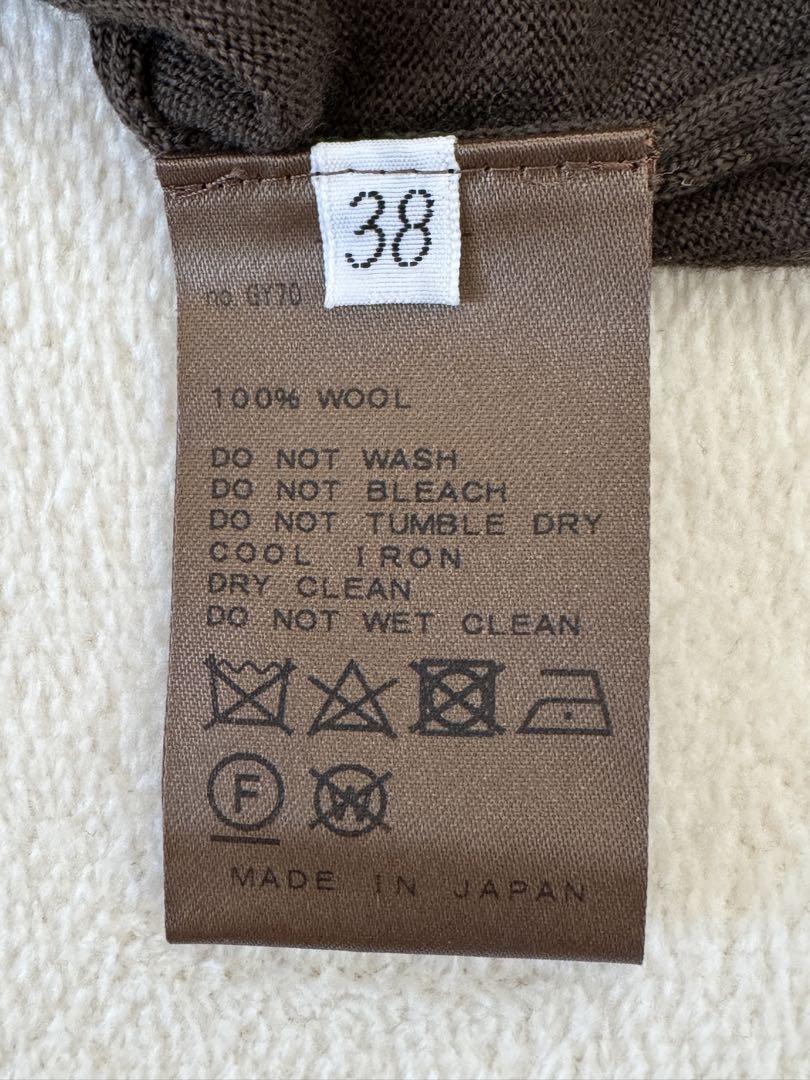 38
no. GY70
100% WOOL
DO NOT WASH
DO NOT BLEACH
DO NOT TUMBLE DRY
COOL IRON
DRY CLEAN
DO NOT WET CLEAN
F W
MADE IN JAPAN